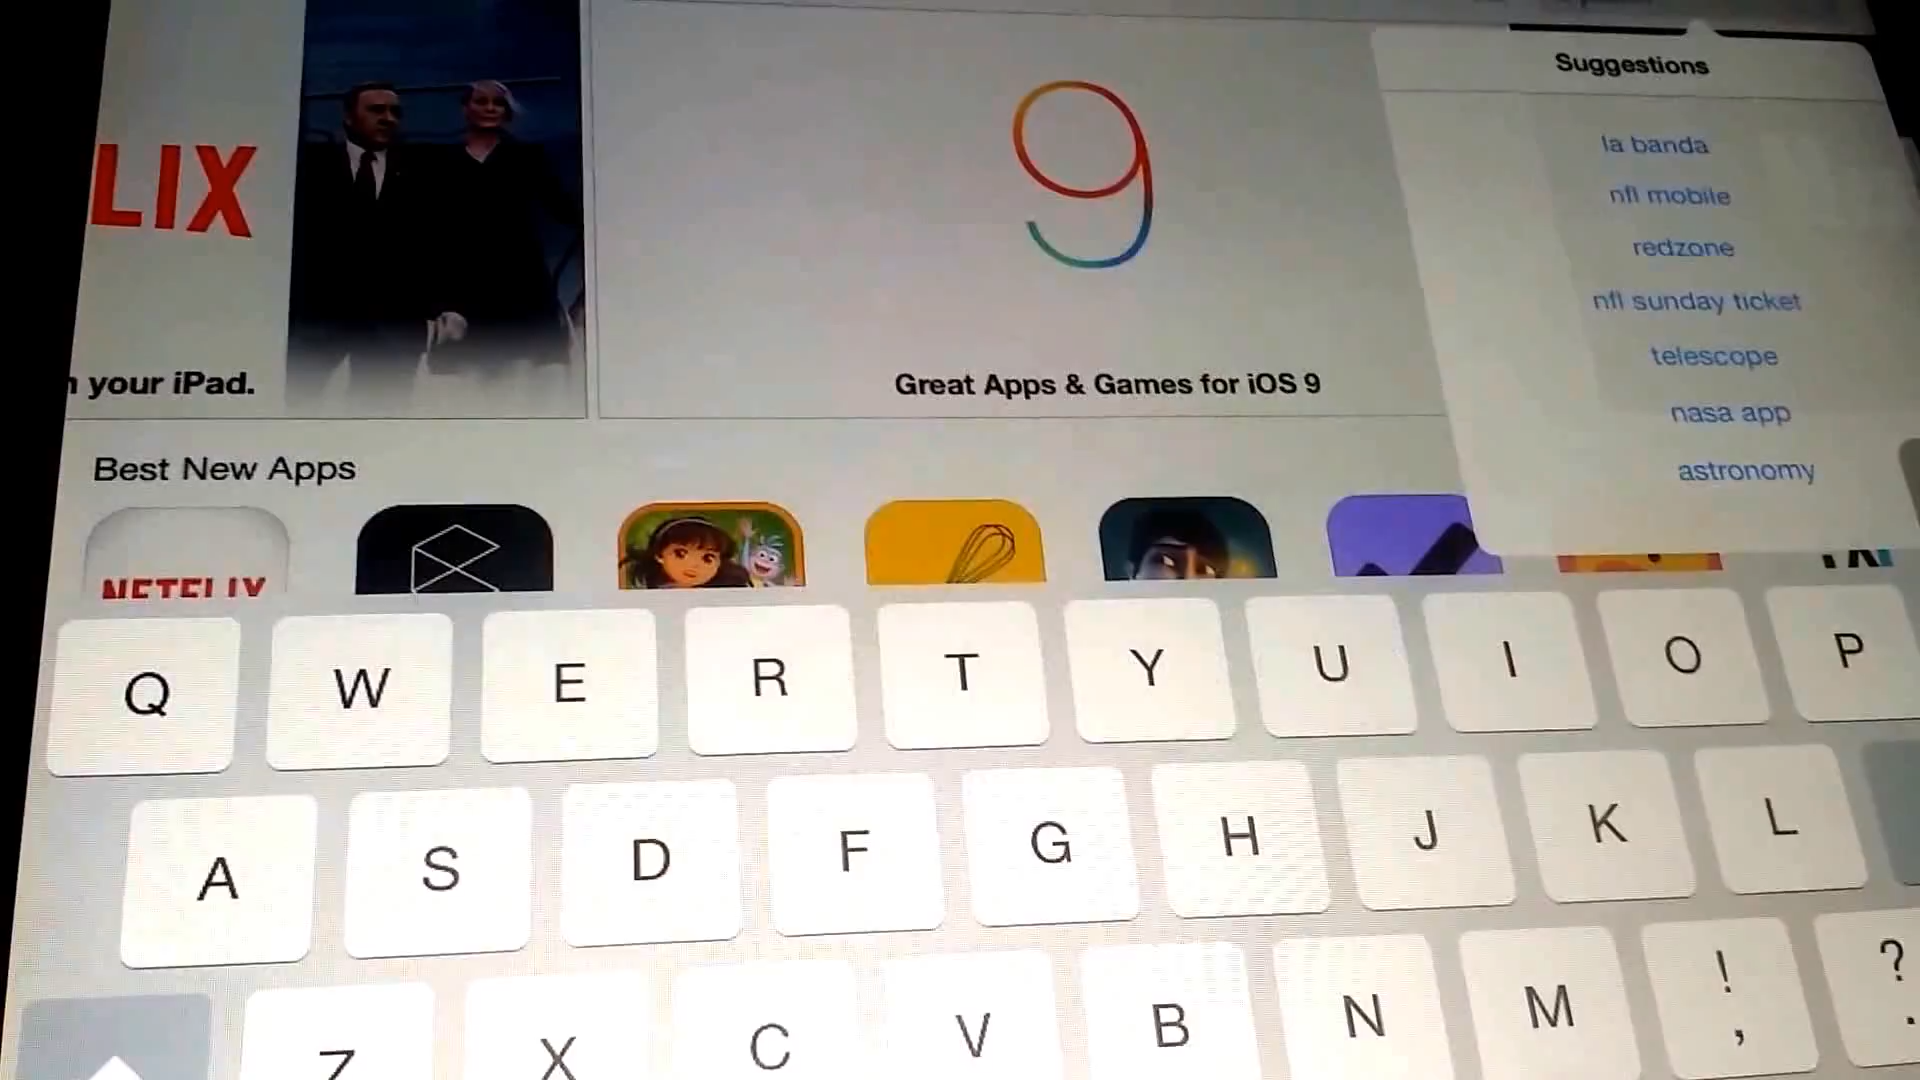 Suggestions
la banda
nfl mobile
redzone
nfl sunday ticket
telescope
nasa app
astronomy
LIX
your iPad.
9
Great Apps & Games for iOS 9
Best New Apps
NETFLIX
Q W E R T Y U I O P
A S D F G H J K L
Z X C V B N M ! , ? .